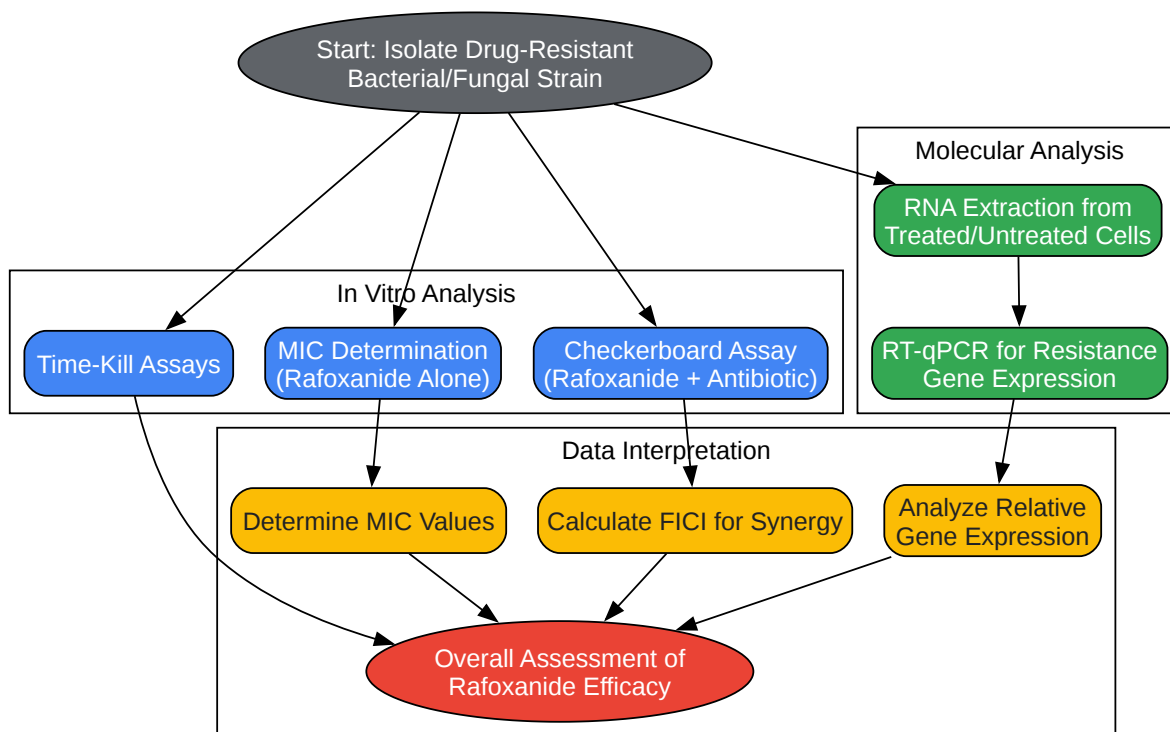 Start: Isolate Drug-Resistant
Bacterial/Fungal Strain
Molecular Analysis
RNA Extraction from
Treated/Untreated Cells
In Vitro Analysis
Time-Kill Assays
MIC Determination
(Rafoxanide Alone)
Checkerboard Assay
(Rafoxanide + Antibiotic)
RT-qPCR for Resistance
Gene Expression
Data Interpretation
Determine MIC Values
Calculate FICI for Synergy
Analyze Relative
Gene Expression
Overall Assessment of
Rafoxanide Efficacy